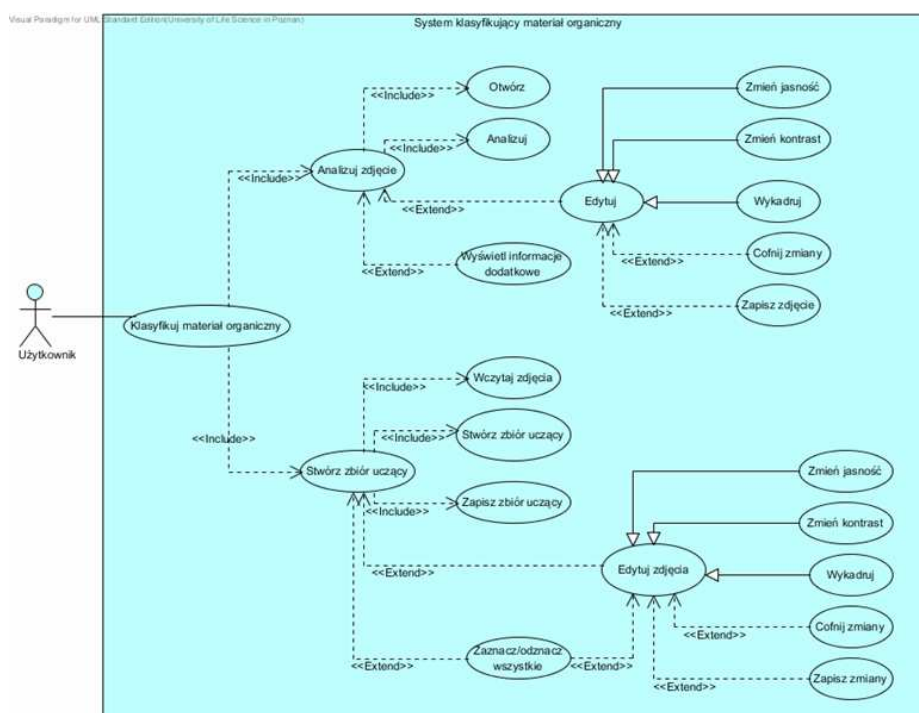 Visual Paradigm for UML Standard Edition(University of Life Science in Poznan)
System klasyfikujący materiał organiczny
Otwórz
Zmień jasność
<<Include>>
Analizuj
Zmień kontrast
<<Include>>
Analizuj zdjęcie
<<Include>>
Edytuj
Wykadruj
<<Extend>>
Cofnij zmiany
<<Extend>>
Wyświetl informacje
dodatkowe
<<Extend>>
Zapisz zdjęcie
<<Extend>>
Klasyfikuj materiał organiczny
Użytkownik
Wczytaj zdjęcia
<<Include>>
Stwórz zbiór uczący
<<Include>>
<<Include>>
Stwórz zbiór uczący
Zmień jasność
Zapisz zbiór uczący
<<Include>>
Zmień kontrast
Edytuj zdjęcia
<<Extend>>
Wykadruj
Cofnij zmiany
<<Extend>>
Zaznacz/odznacz
wszystkie
<<Extend>>
<<Extend>>
Zapisz zmiany
<<Extend>>